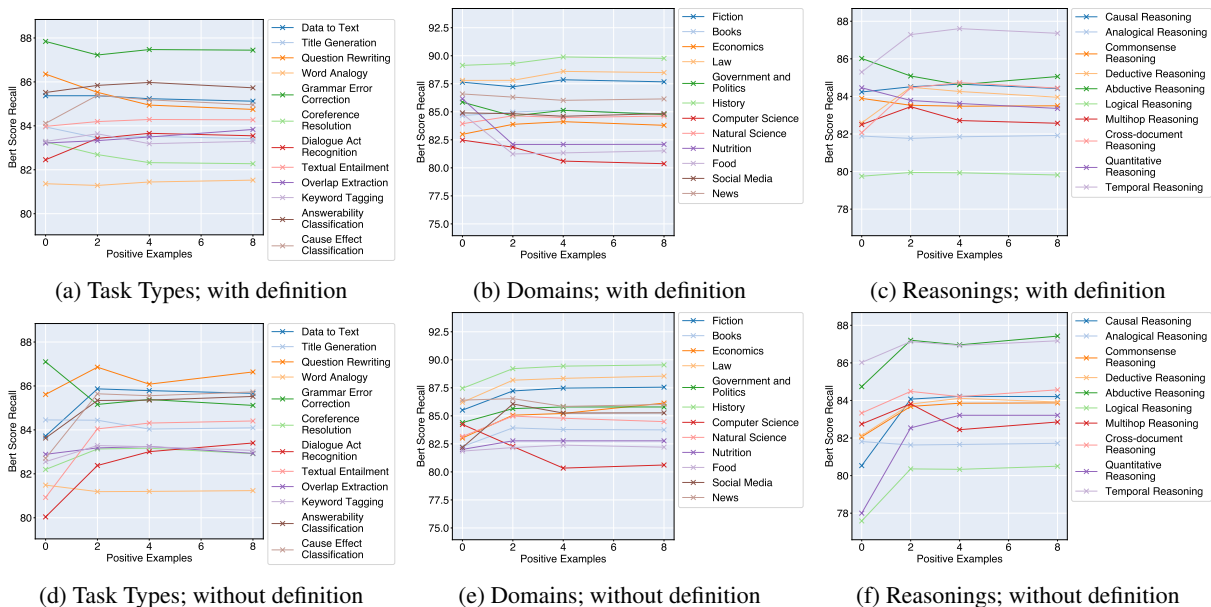 88
86
84
82
80
0
2
4
6
8
Bert Score Recall
Positive Examples
Data to Text
Title Generation
Question Rewriting
Word Analogy
Grammar Error
Correction
Coreference
Resolution
Dialogue Act
Recognition
Textual Entailment
Overlap Extraction
Keyword Tagging
Answerability
Classification
Cause Effect
Classification
(a) Task Types; with definition
92.5
90.0
87.5
85.0
82.5
80.0
77.5
75.0
0
2
4
6
8
Bert Score Recall
Positive Examples
Fiction
Books
Economics
Law
Government and
Politics
History
Computer Science
Natural Science
Nutrition
Food
Social Media
News
(b) Domains; with definition
88
86
84
82
80
78
0
2
4
6
8
Bert Score Recall
Positive Examples
Causal Reasoning
Analogical Reasoning
Commonsense
Reasoning
Deductive Reasoning
Abductive Reasoning
Logical Reasoning
Multihop Reasoning
Cross-document
Reasoning
Quantitative
Reasoning
Temporal Reasoning
(c) Reasonings; with definition
88
86
84
82
80
0
2
4
6
8
Bert Score Recall
Positive Examples
Data to Text
Title Generation
Question Rewriting
Word Analogy
Grammar Error
Correction
Coreference
Resolution
Dialogue Act
Recognition
Textual Entailment
Overlap Extraction
Keyword Tagging
Answerability
Classification
Cause Effect
Classification
(d) Task Types; without definition
92.5
90.0
87.5
85.0
82.5
80.0
77.5
75.0
0
2
4
6
8
Bert Score Recall
Positive Examples
Fiction
Books
Economics
Law
Government and
Politics
History
Computer Science
Natural Science
Nutrition
Food
Social Media
News
(e) Domains; without definition
88
86
84
82
80
78
0
2
4
6
8
Bert Score Recall
Positive Examples
Causal Reasoning
Analogical Reasoning
Commonsense
Reasoning
Deductive Reasoning
Abductive Reasoning
Logical Reasoning
Multihop Reasoning
Cross-document
Reasoning
Quantitative
Reasoning
Temporal Reasoning
(f) Reasonings; without definition